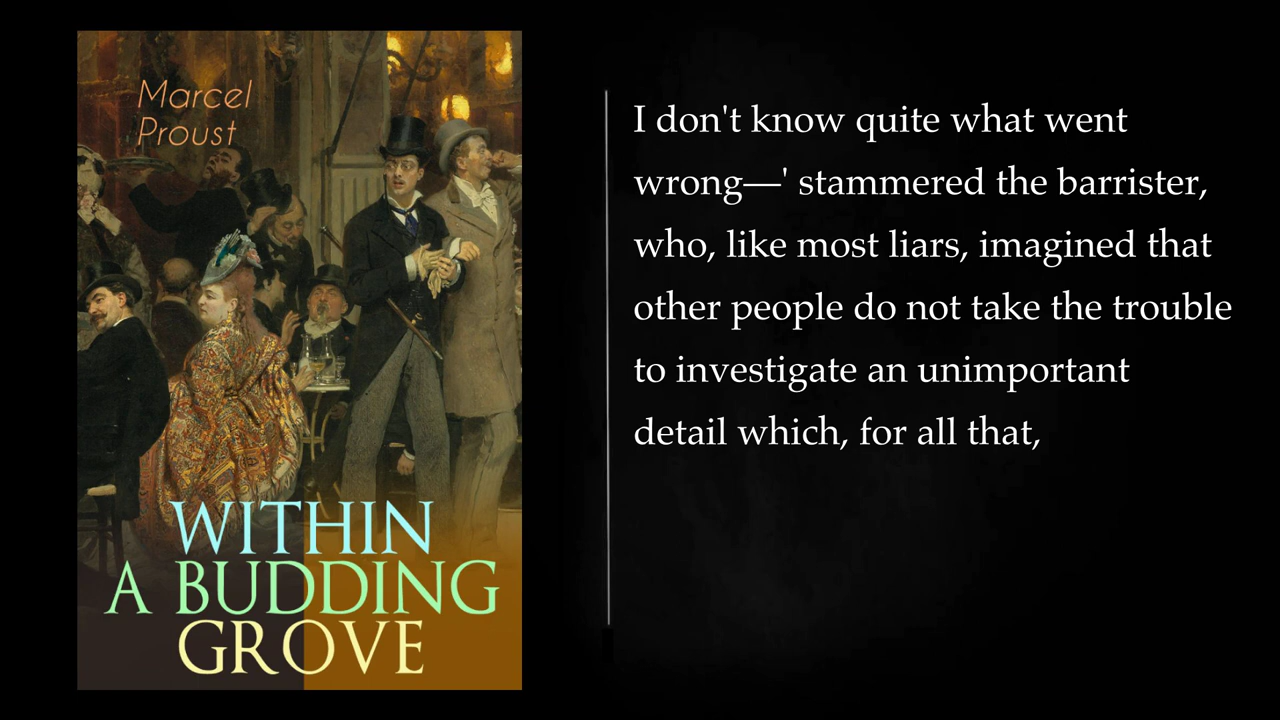 Marcel
Proust
WITHIN
A BUDDING
GROVE
I don't know quite what went
wrong—' stammered the barrister,
who, like most liars, imagined that
other people do not take the trouble
to investigate an unimportant
detail which, for all that,